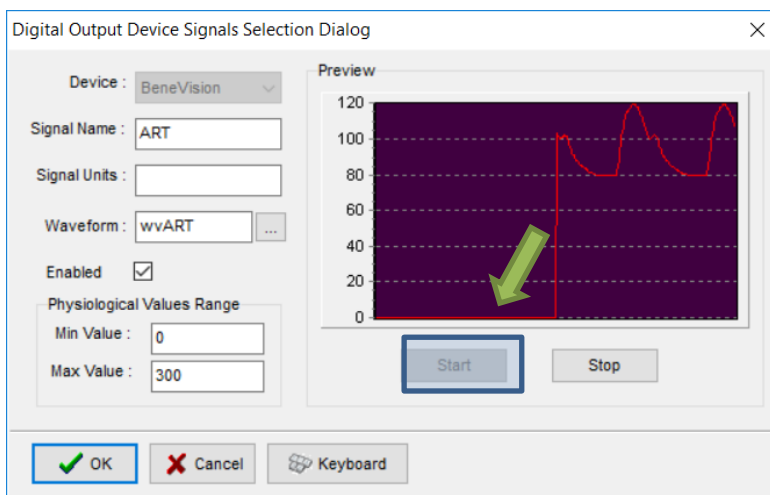 Digital Output Device Signals Selection Dialog
Device : BeneVision
Signal Name : ART
Signal Units :
Waveform : wvART ...
Enabled
Physiological Values Range
Min Value : 0
Max Value : 300
Preview
120
100
80
60
40
20
0
Start Stop
OK Cancel Keyboard